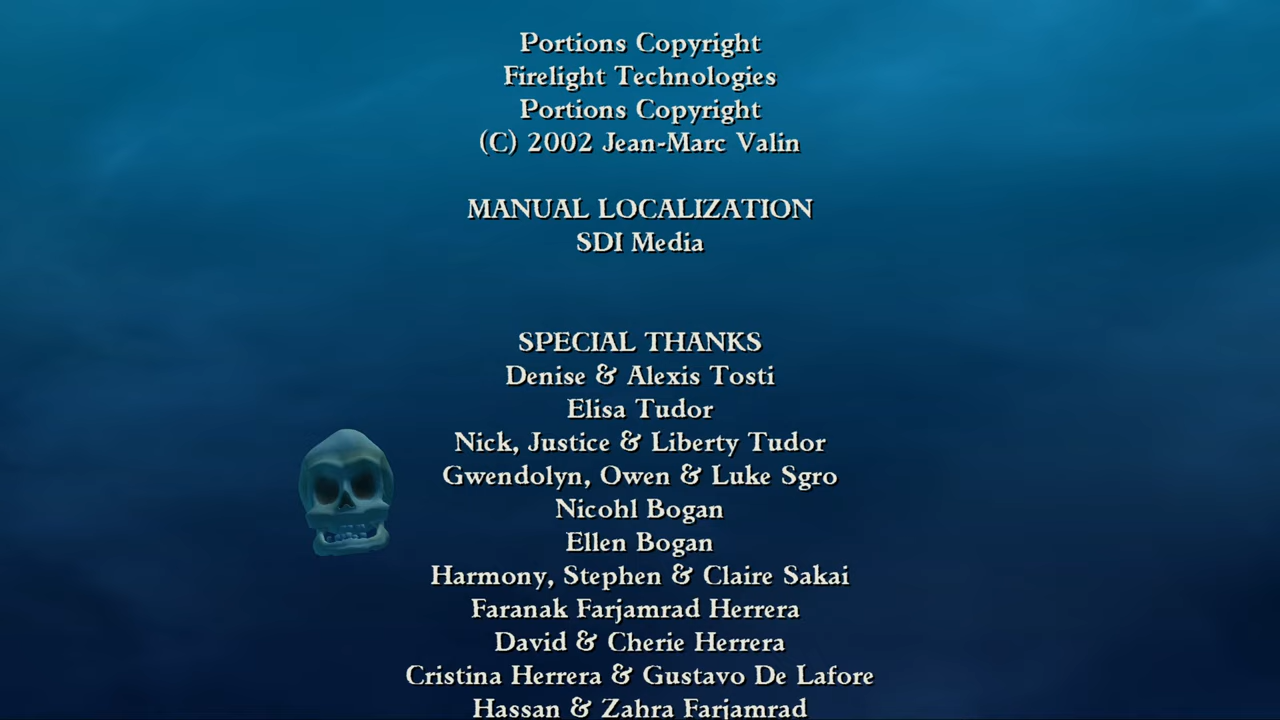 Portions Copyright
Firelight Technologies
Portions Copyright
(C) 2002 Jean-Marc Valin
MANUAL LOCALIZATION
SDI Media
SPECIAL THANKS
Denise & Alexis Tosti
Elisa Tudor
Nick, Justice & Liberty Tudor
Gwendolyn, Owen & Luke Sgro
Nicohl Bogan
Ellen Bogan
Harmony, Stephen & Claire Sakai
Faranak Farjamrad Herrera
David & Cherie Herrera
Cristina Herrera & Gustavo De Lafore
Hassan & Zahra Farjamrad